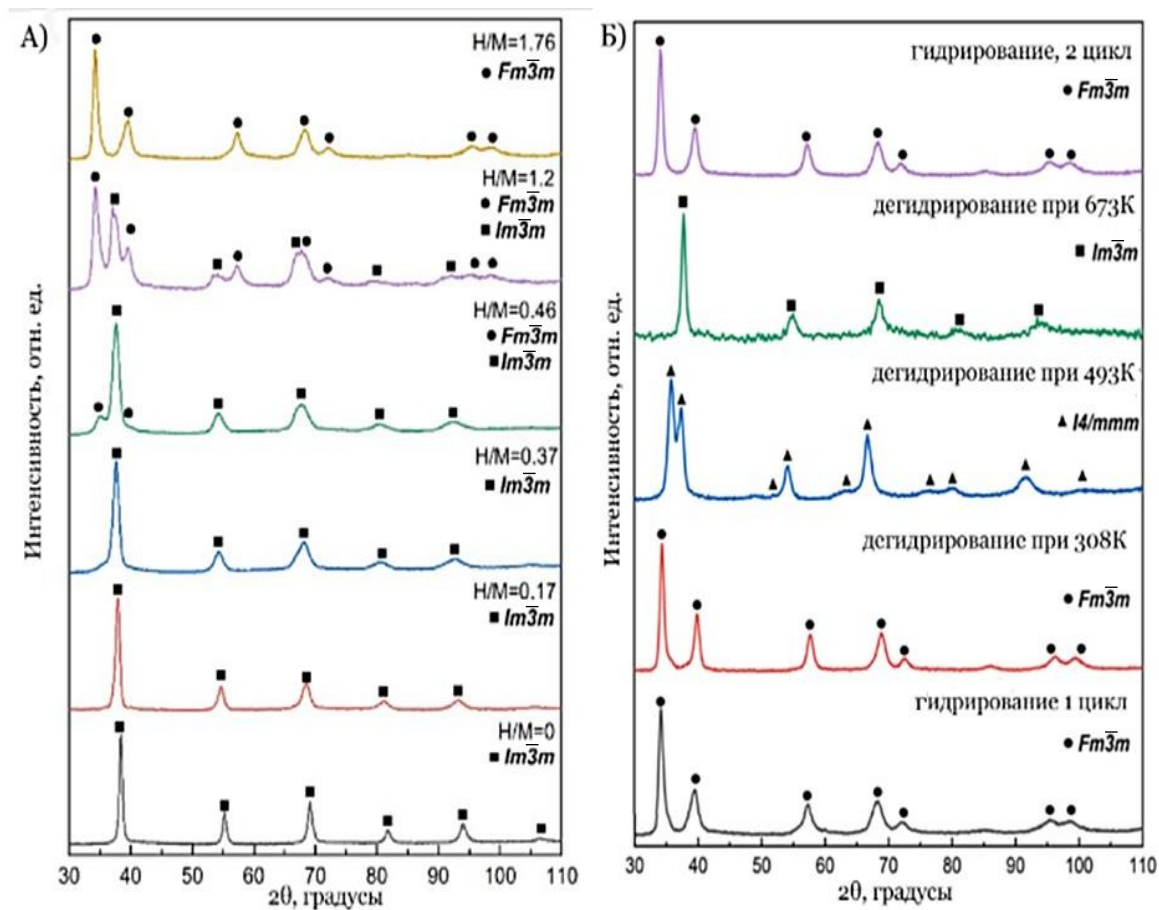 А)
H/M=1.76
● Fm3̅m
H/M=1.2
● Fm3̅m
■ Im3̅m
H/M=0.46
● Fm3̅m
■ Im3̅m
H/M=0.37
■ Im3̅m
H/M=0.17
■ Im3̅m
H/M=0
■ Im3̅m
Интенсивность, отн. ед.
30 40 50 60 70 80 90 100 110
2θ, градусы
Б)
гидрирование, 2 цикл
● Fm3̅m
дегидрирование при 673К
■ Im3̅m
дегидрирование при 493К
▲ I4/mmm
дегидрирование при 308К
● Fm3̅m
гидрирование 1 цикл
● Fm3̅m
Интенсивность, отн. ед.
30 40 50 60 70 80 90 100 110
2θ, градусы